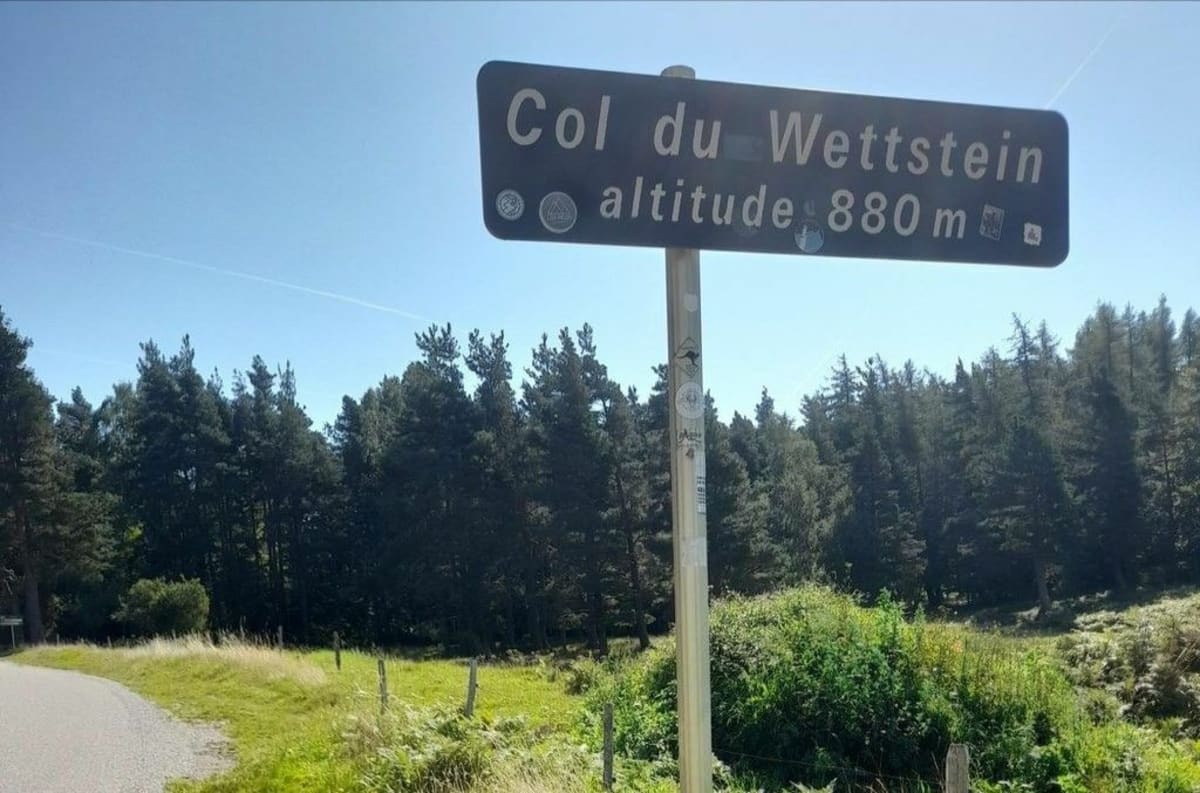 Col du Wettstein
altitude 880 m